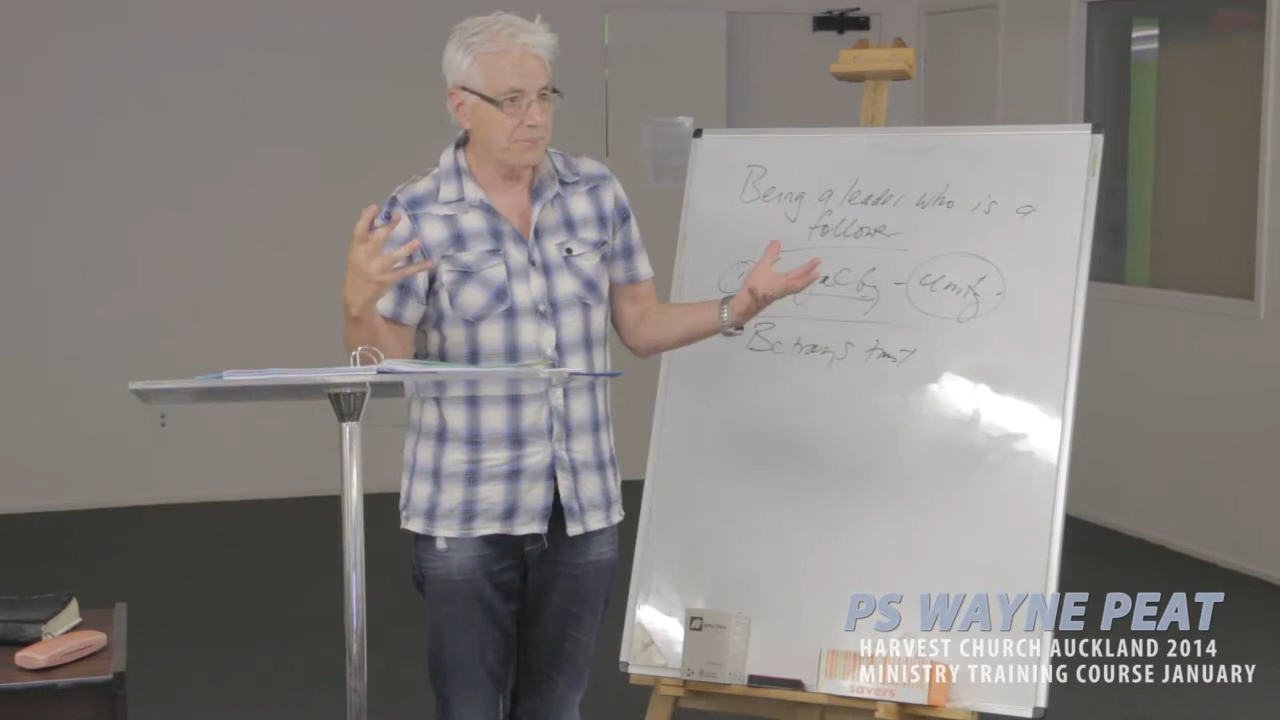 Being a leader who is a
follower
- Unity
Betrays trust
savers
PS WAYNE PEAT
HARVEST CHURCH AUCKLAND 2014
MINISTRY TRAINING COURSE JANUARY